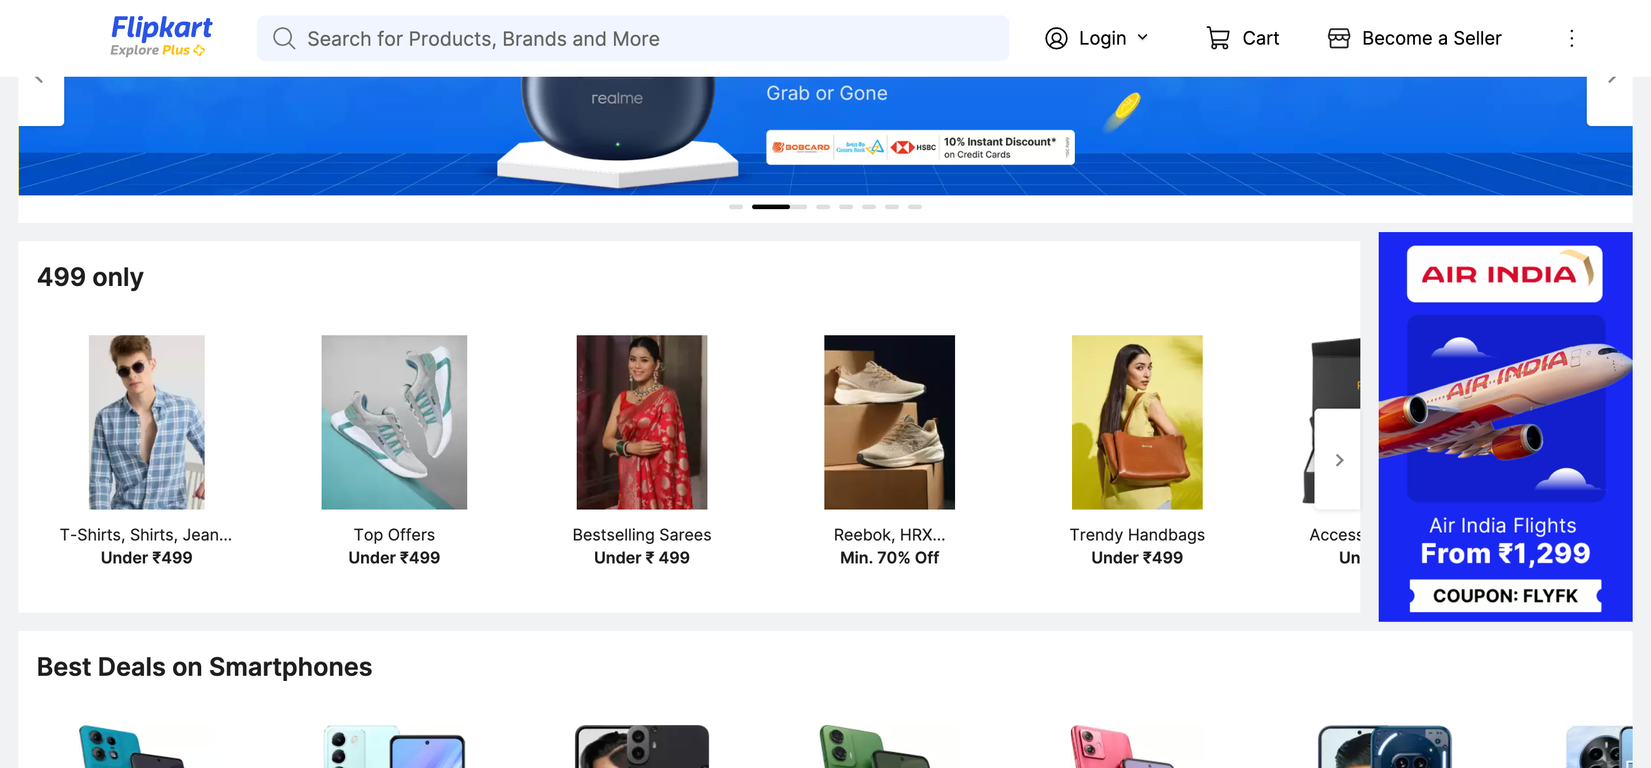 Flipkart
Explore Plus
Search for Products, Brands and More
Login
Cart
Become a Seller
realme
Grab or Gone
BOBCARD
HSBC
10% Instant Discount*
on Credit Cards
499 only
T-Shirts, Shirts, Jean...
Under ₹499
Top Offers
Under ₹499
Bestselling Sarees
Under ₹ 499
Reebok, HRX...
Min. 70% Off
Trendy Handbags
Under ₹499
AIR INDIA
AIR INDIA
Air India Flights
From ₹1,299
COUPON: FLYFK
Best Deals on Smartphones